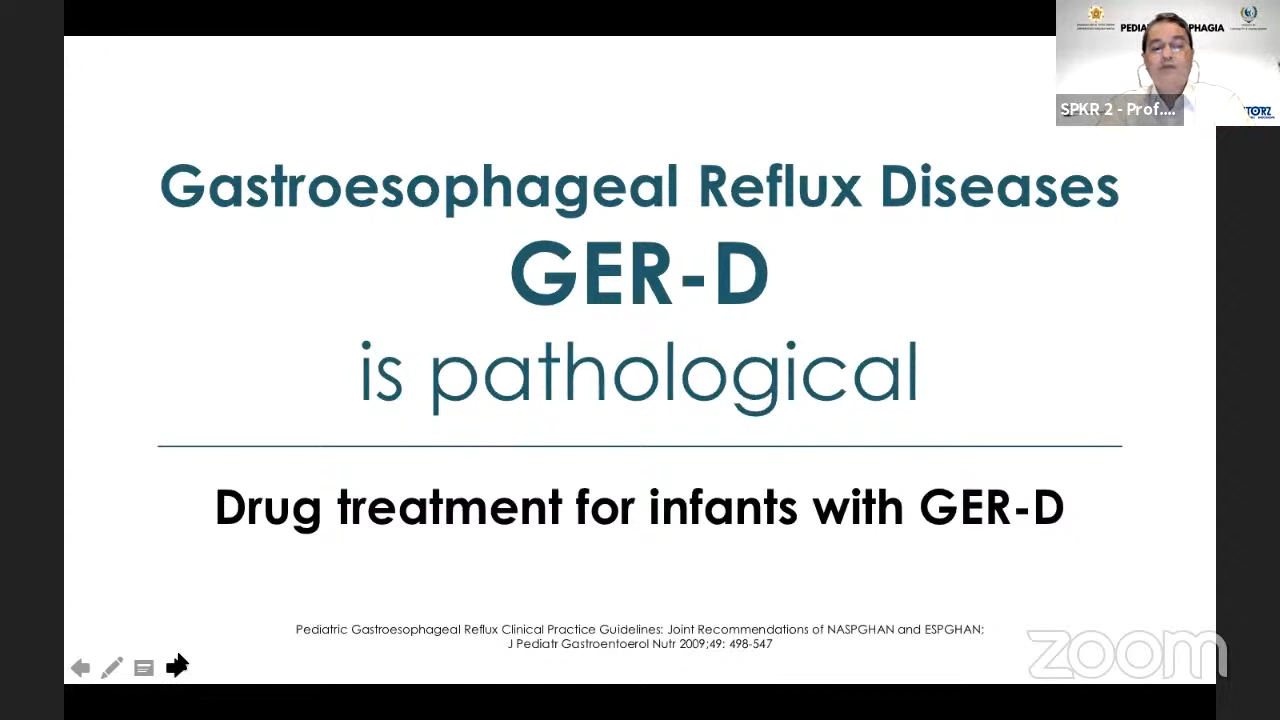 Gastroesophageal Reflux Diseases
GER-D
is pathological
Drug treatment for infants with GER-D
Pediatric Gastroesophageal Reflux Clinical Practice Guidelines: Joint Recommendations of NASPGHAN and ESPGHAN;
J Pediatr Gastroentoerol Nutr 2009;49: 498-547
zoom
SPKR 2 - Prof....